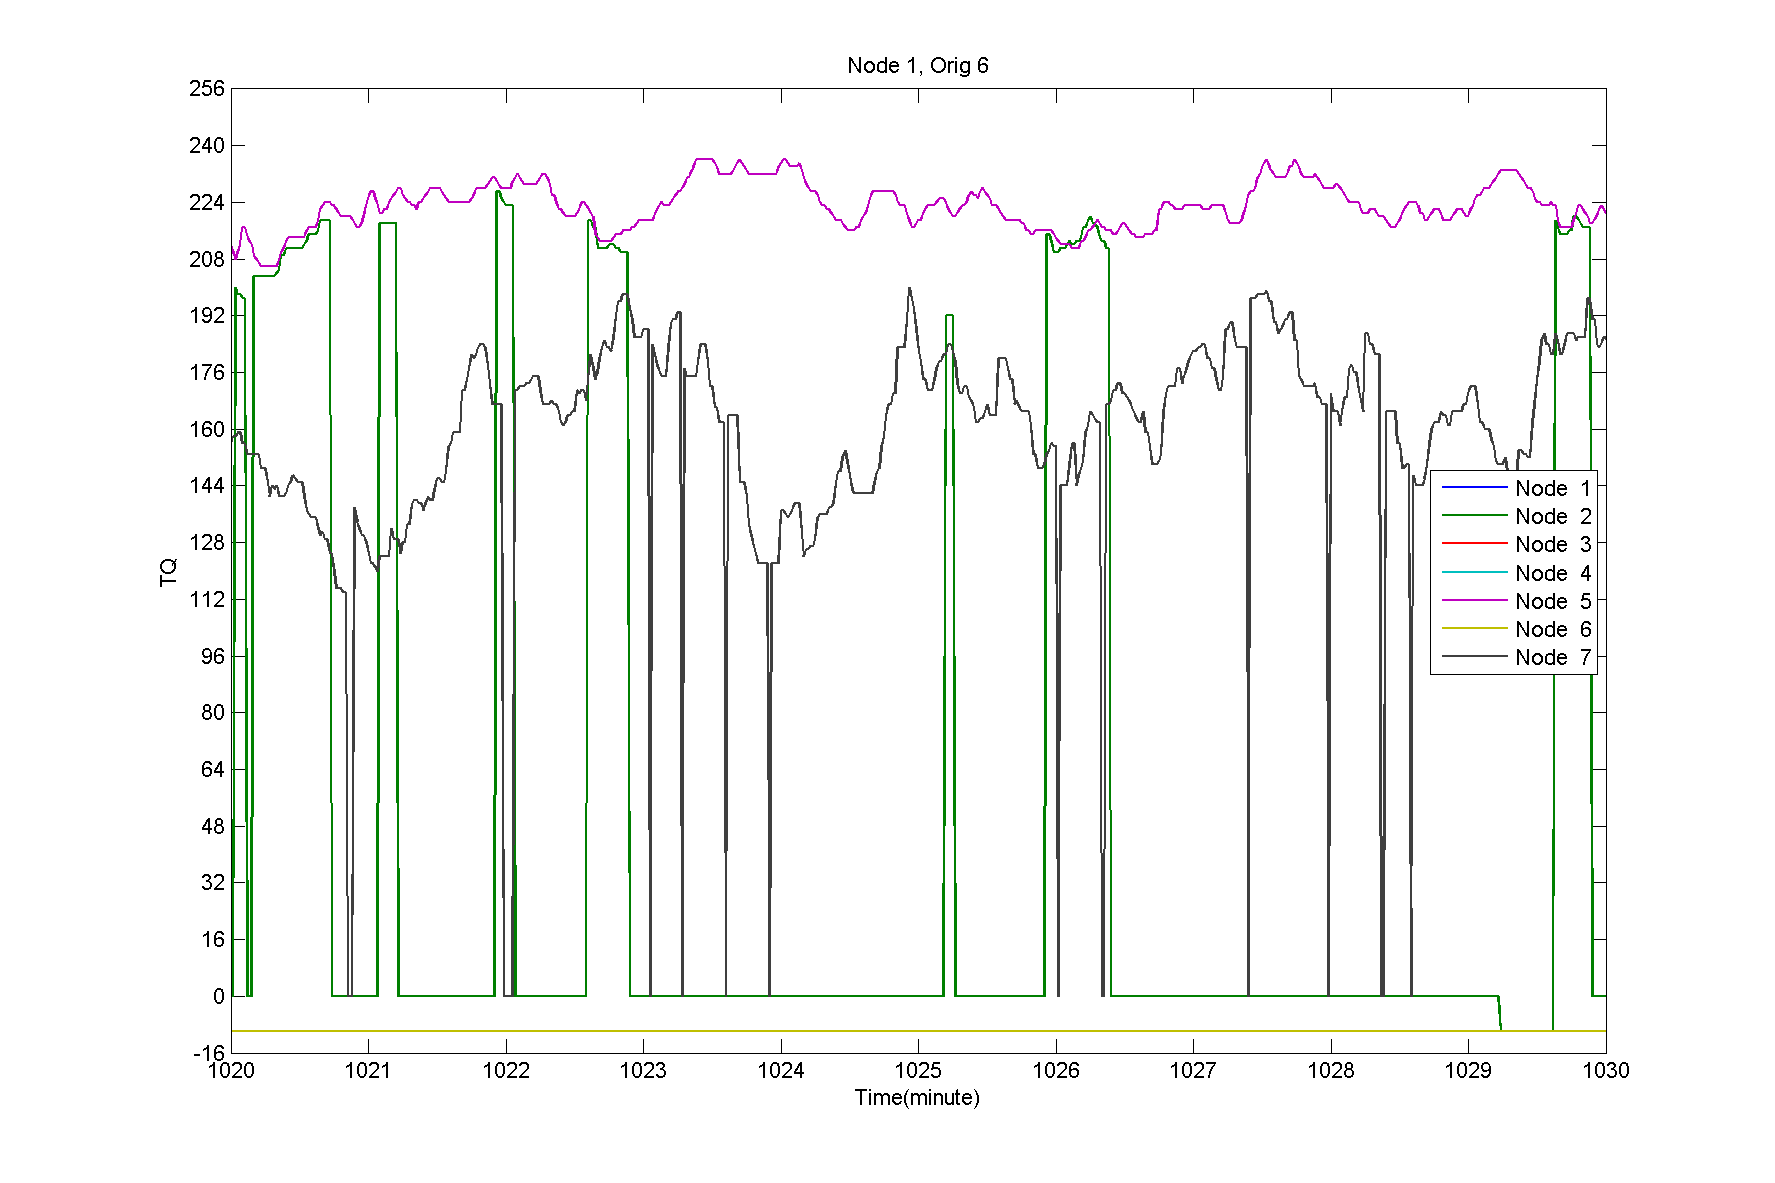 Node 1, Orig 6
256
240
224
208
192
176
160
144
128
112
96
80
64
48
32
16
0
-16
TQ
Node 1
Node 2
Node 3
Node 4
Node 5
Node 6
Node 7
1020 1021 1022 1023 1024 1025 1026 1027 1028 1029 1030
Time(minute)